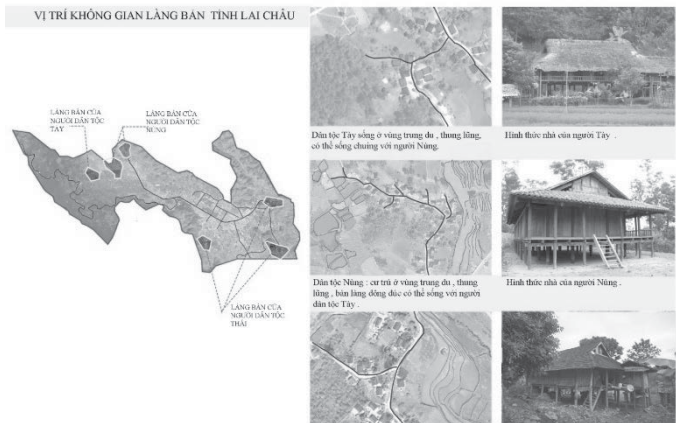 VỊ TRÍ KHÔNG GIAN LÀNG BẢN TỈNH LAI CHÂU
LÀNG BẢN CỦA
NGƯỜI DÂN TỘC
TÀY
LÀNG BẢN CỦA
NGƯỜI DÂN TỘC
NÙNG
LÀNG BẢN CỦA
NGƯỜI DÂN TỘC
THÁI
Dân tộc Tày sống ở vùng trung du , thung lũng,
có thể sống chung với người Nùng.
Hình thức nhà của người Tày .
Dân tộc Nùng : cư trú ở vùng trung du , thung
lũng , bản làng đông đúc có thể sống với người
dân tộc Tày .
Hình thức nhà của người Nùng .